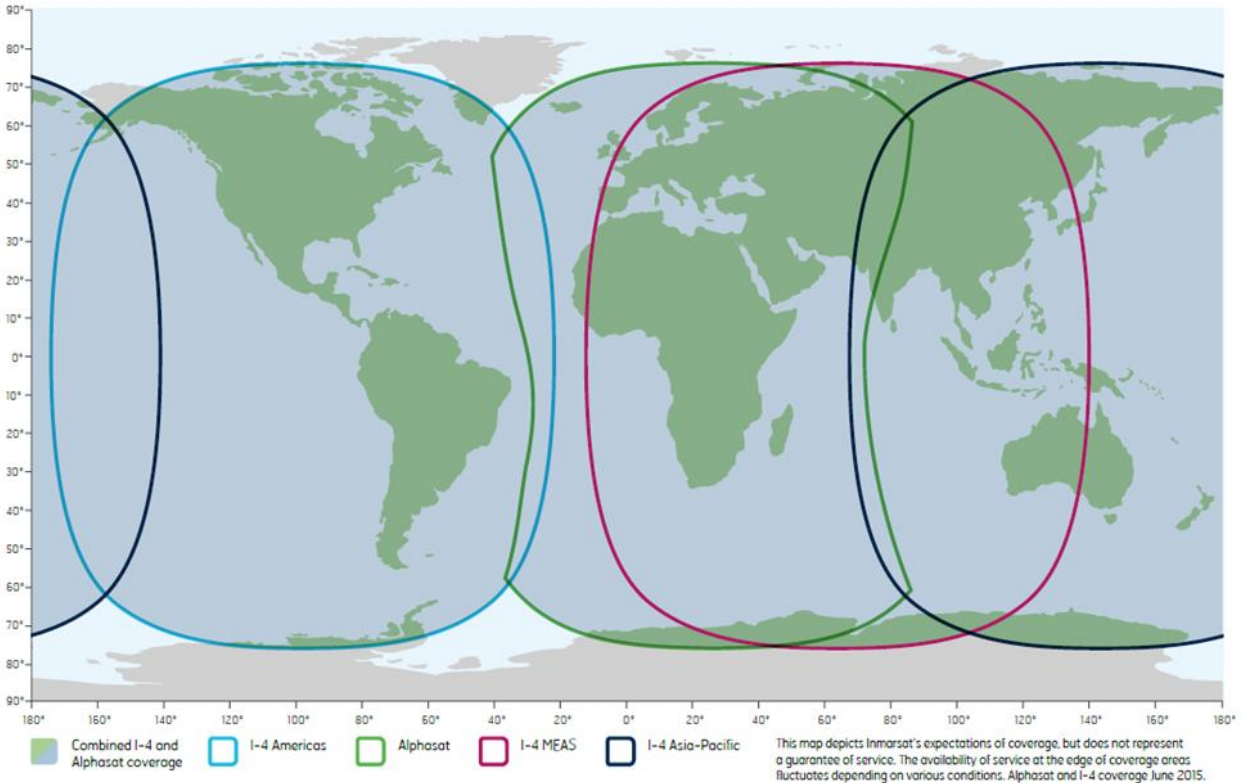 90°
80°
70°
60°
50°
40°
30°
20°
10°
0°
10°
20°
30°
40°
50°
60°
70°
80°
90°
180° 160° 140° 120° 100° 80° 60° 40° 20° 0° 20° 40° 60° 80° 100° 120° 140° 160° 180°
Combined I-4 and
Alphasat coverage
I-4 Americas
Alphasat
I-4 MEAS
I-4 Asia-Pacific
This map depicts Inmarsat's expectations of coverage, but does not represent
a guarantee of service. The availability of service at the edge of coverage areas
fluctuates depending on various conditions. Alphasat and I-4 coverage June 2015.